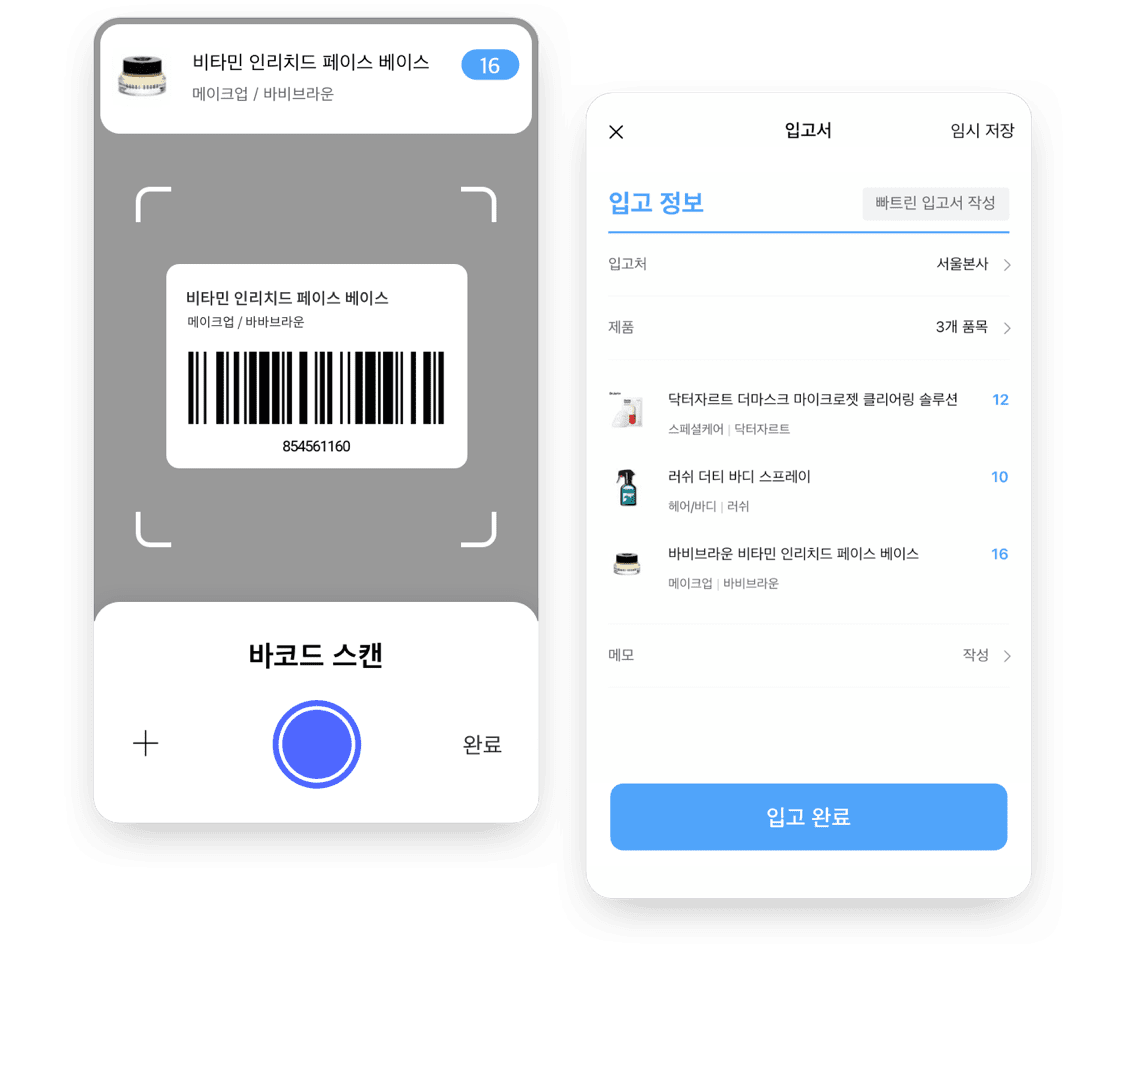 비타민 인리치드 페이스 베이스
16
메이크업 / 바비브라운
비타민 인리치드 페이스 베이스
메이크업 / 바바브라운
854561160
바코드 스캔
완료
입고서
임시 저장
입고 정보
빠트린 입고서 작성
입고처
서울본사
제품
3개 품목
닥터자르트 더마스크 마이크로젯 클리어링 솔루션
12
스페셜케어 | 닥터자르트
러쉬 더티 바디 스프레이
10
헤어/바디 | 러쉬
바비브라운 비타민 인리치드 페이스 베이스
16
메이크업 | 바비브라운
메모
작성
입고 완료